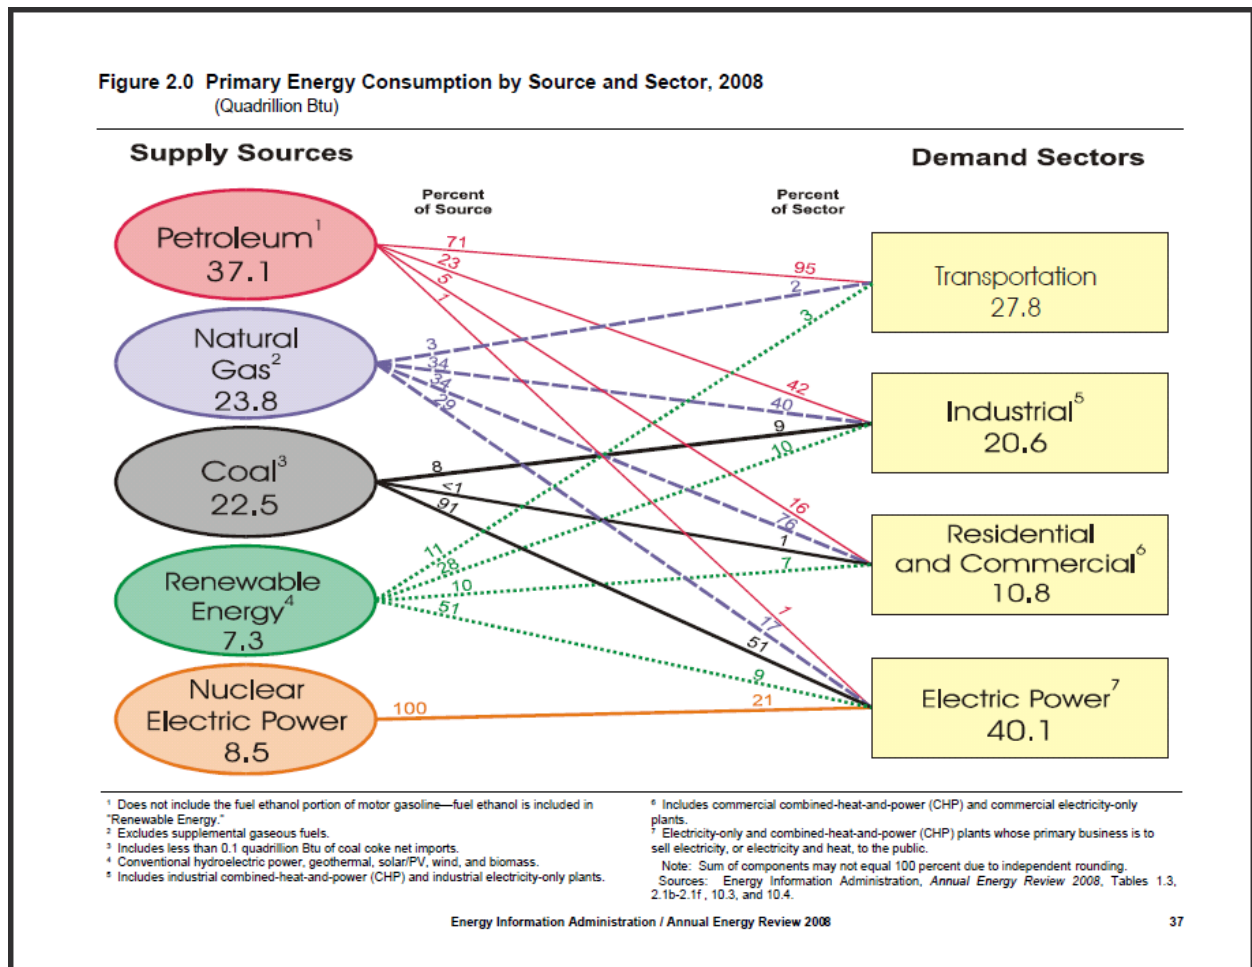 Figure 2.0 Primary Energy Consumption by Source and Sector, 2008
(Quadrillion Btu)
Supply Sources
Demand Sectors
Percent
of Source
Percent
of Sector
Petroleum¹
37.1
Natural
Gas²
23.8
Coal³
22.5
Renewable
Energy⁴
7.3
Nuclear
Electric Power
8.5
71
23
5
1
3
34
34
29
8
<1
91
11
28
10
51
100
95
2
3
42
40
9
10
16
76
1
7
1
17
51
9
21
Transportation
27.8
Industrial⁵
20.6
Residential
and Commercial⁶
10.8
Electric Power⁷
40.1
¹ Does not include the fuel ethanol portion of motor gasoline—fuel ethanol is included in
"Renewable Energy."
² Excludes supplemental gaseous fuels.
³ Includes less than 0.1 quadrillion Btu of coal coke net imports.
⁴ Conventional hydroelectric power, geothermal, solar/PV, wind, and biomass.
⁵ Includes industrial combined-heat-and-power (CHP) and industrial electricity-only plants.
⁶ Includes commercial combined-heat-and-power (CHP) and commercial electricity-only
plants.
⁷ Electricity-only and combined-heat-and-power (CHP) plants whose primary business is to
sell electricity, or electricity and heat, to the public.
Note: Sum of components may not equal 100 percent due to independent rounding.
Sources: Energy Information Administration, Annual Energy Review 2008, Tables 1.3,
2.1b-2.1f , 10.3, and 10.4.
Energy Information Administration / Annual Energy Review 2008
37